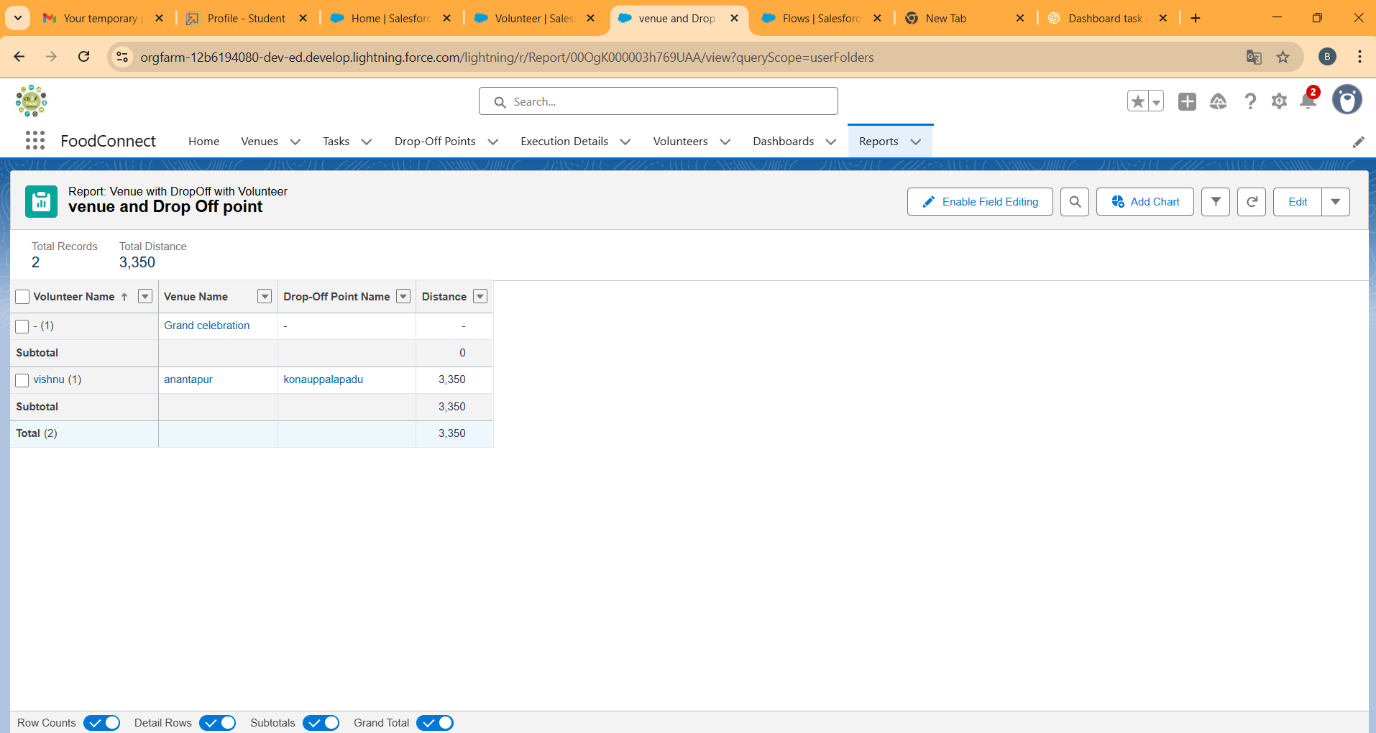 Your temporary
Profile - Student
Home | Salesforc
Volunteer | Sales
venue and Drop
Flows | Salesforc
New Tab
Dashboard task
orgfarm-12b6194080-dev-ed.develop.lightning.force.com/lightning/r/Report/00OgK000003h769UAA/view?queryScope=userFolders
B
Search...
2
FoodConnect
Home
Venues
Tasks
Drop-Off Points
Execution Details
Volunteers
Dashboards
Reports
Report: Venue with DropOff with Volunteer
venue and Drop Off point
Enable Field Editing
Add Chart
Edit
Total Records
2
Total Distance
3,350
Volunteer Name ↑ Venue Name Drop-Off Point Name Distance
- (1) Grand celebration - -
Subtotal 0
vishnu (1) anantapur konauppalapadu 3,350
Subtotal 3,350
Total (2) 3,350
Row Counts Detail Rows Subtotals Grand Total